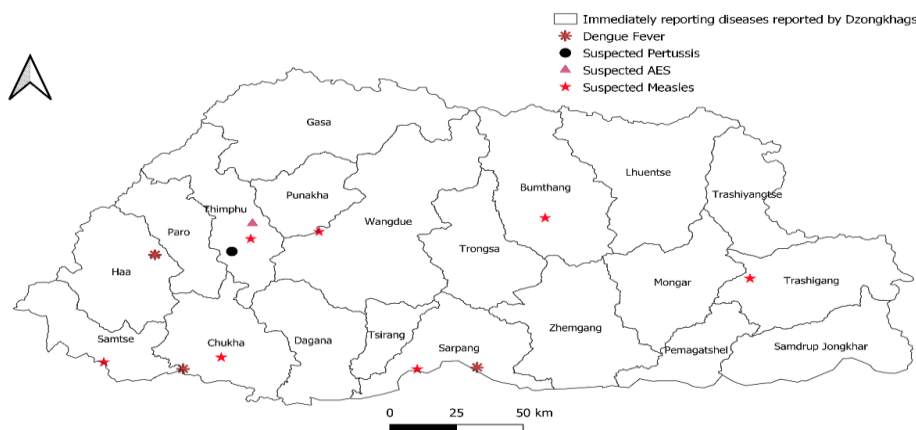 Immediately reporting diseases reported by Dzongkhags
Dengue Fever
Suspected Pertussis
Suspected AES
Suspected Measles
Gasa
Lhuentse
Bumthang
Trashiyangtse
Punakha
Thimphu
Wangdue
Paro
Trongsa
Haa
Mongar
Trashigang
Zhemgang
Samtse
Chukha
Dagana
Tsirang
Sarpang
Pemagatshel
Samdrup Jongkhar
0 25 50 km